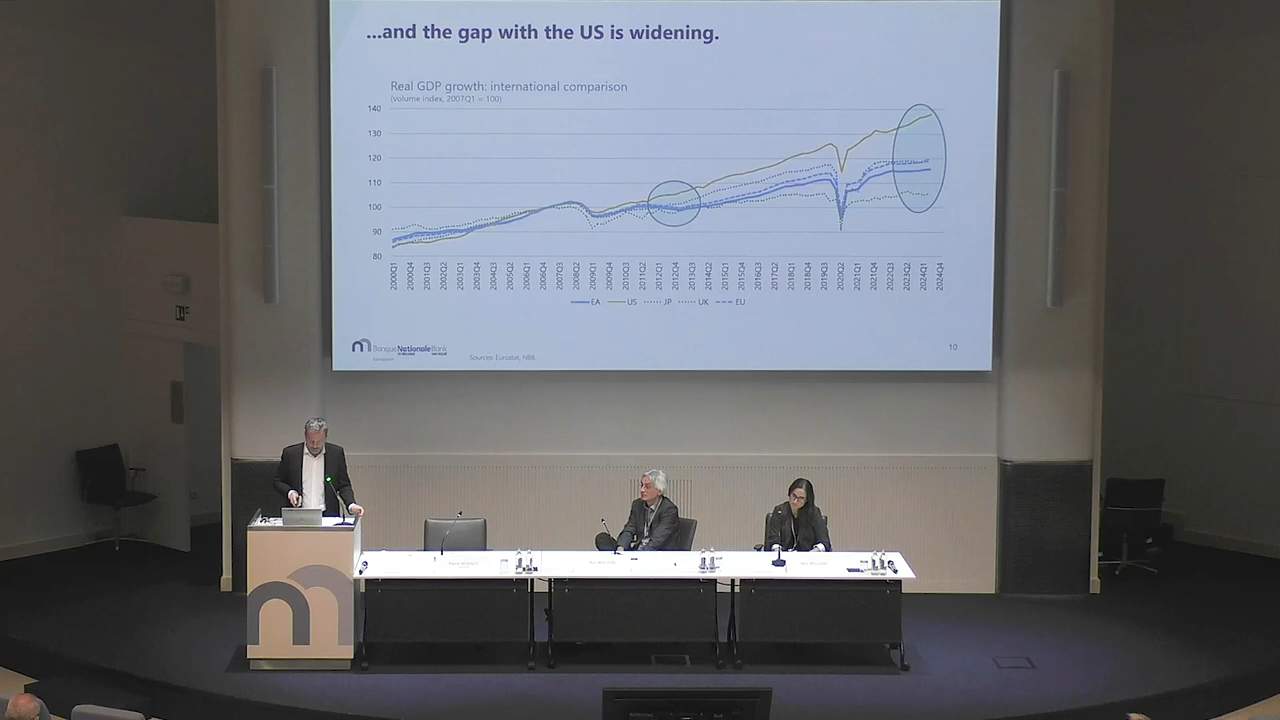 ...and the gap with the US is widening.
Real GDP growth: international comparison
(volume index, 2007Q1 = 100)
140
130
120
110
100
90
80
2000Q1 2000Q4 2001Q3 2002Q2 2003Q1 2003Q4 2004Q3 2005Q2 2006Q1 2006Q4 2007Q3 2008Q2 2009Q1 2009Q4 2010Q3 2011Q2 2012Q1 2012Q4 2013Q3 2014Q2 2015Q1 2015Q4 2016Q3 2017Q2 2018Q1 2018Q4 2019Q3 2020Q2 2021Q1 2021Q4 2022Q3 2023Q2 2024Q1 2024Q4
EA US JP UK EU
BanqueNationaleBank
Sources: Eurostat, NBB.
10